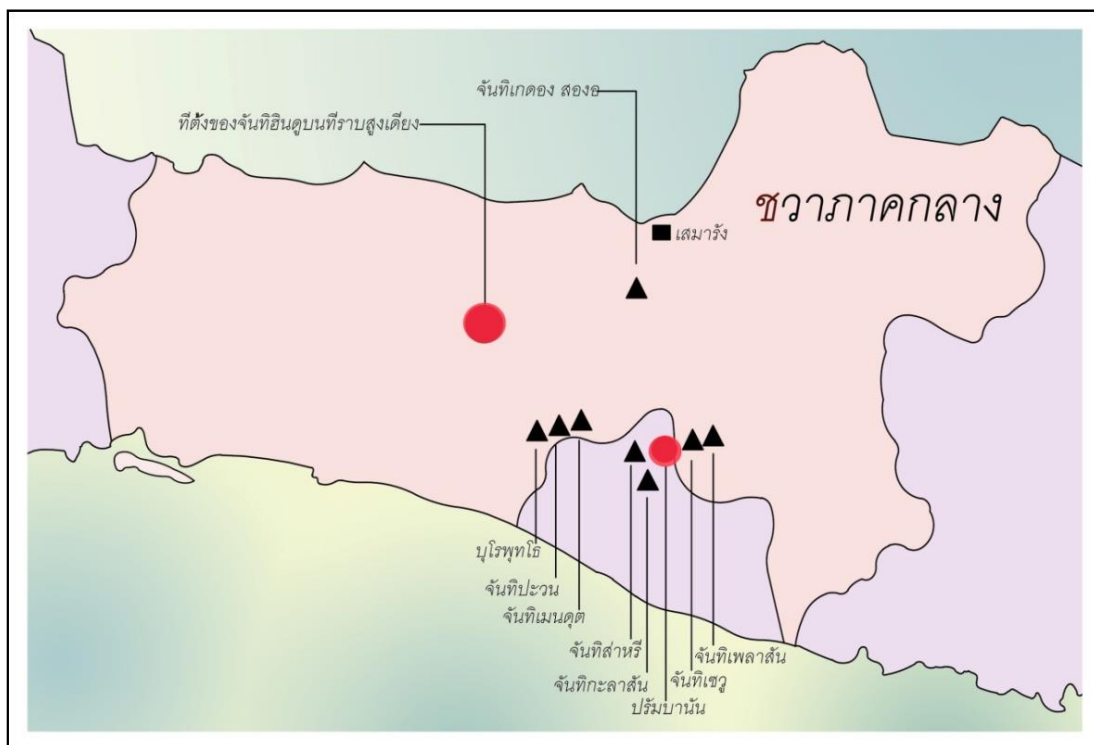 จันทิเกดอง สองอ
ที่ตั้งของจันทิฮินดูบนที่ราบสูงเดียง
ชวาภาคกลาง
เสมารัง
บุโรพุทโธ
จันทิปะวน
จันทิเมนดุต
จันทิส่าหรี
จันทิเพลาสัน
จันทิกะลาสัน
จันทิเซวู
ปรัมบานัน